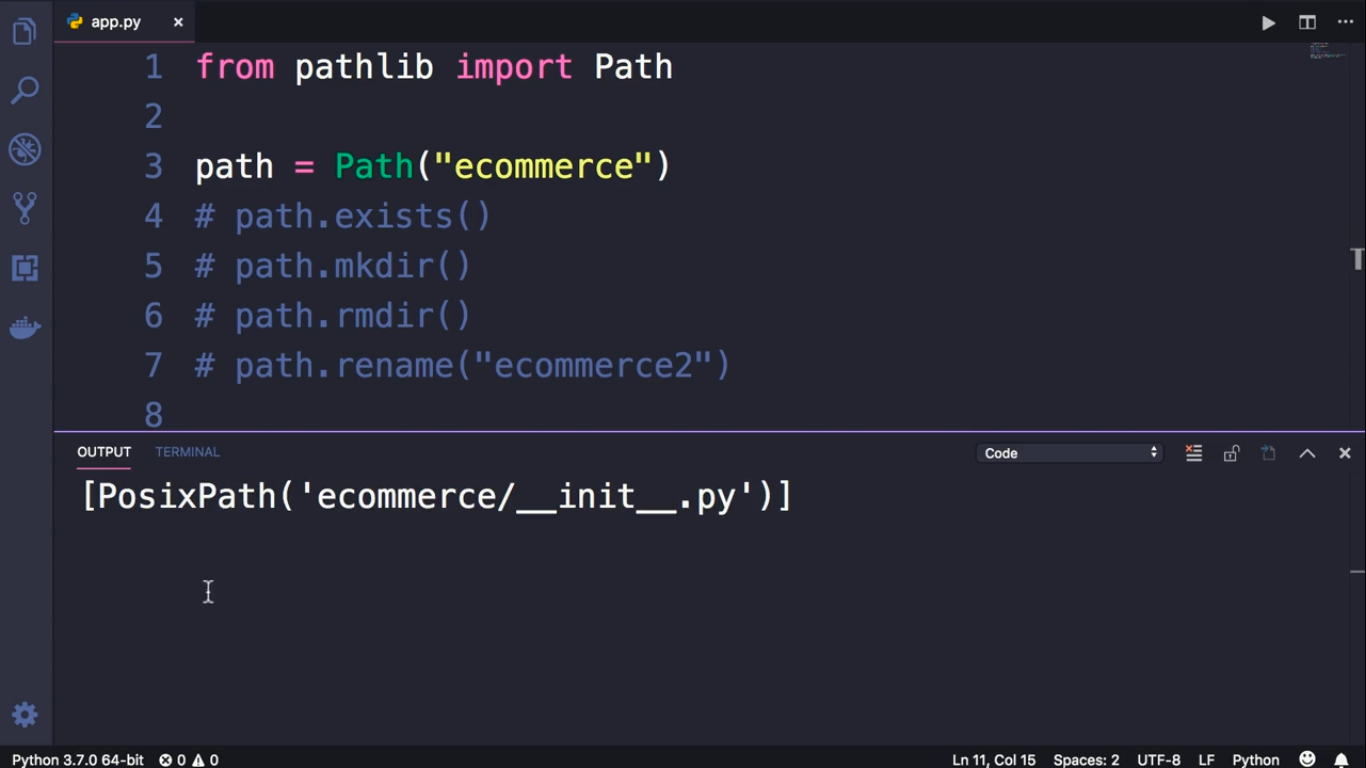 app.py
1 from pathlib import Path
2
3 path = Path("ecommerce")
4 # path.exists()
5 # path.mkdir()
6 # path.rmdir()
7 # path.rename("ecommerce2")
8
OUTPUT TERMINAL Code
[PosixPath('ecommerce/__init__.py')]
Python 3.7.0 64-bit 0 0 Ln 11, Col 15 Spaces: 2 UTF-8 LF Python